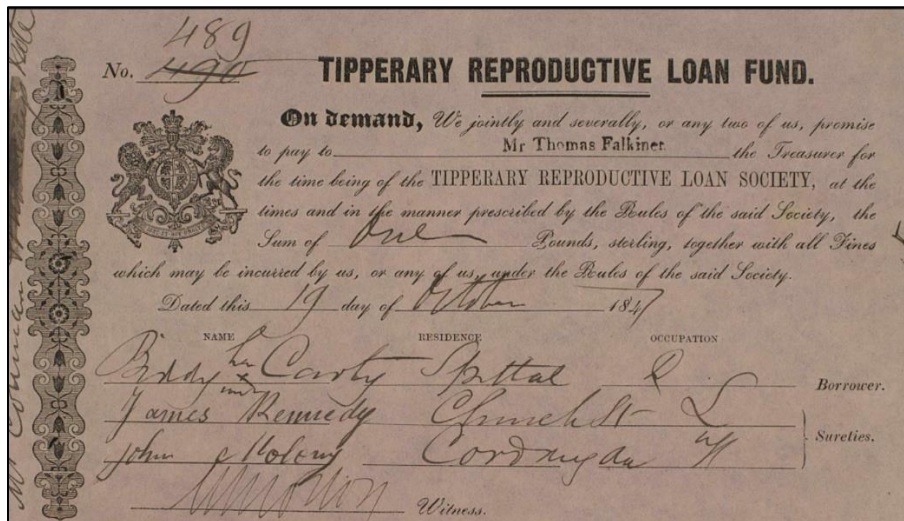 489
No. 490 TIPPERARY REPRODUCTIVE LOAN FUND.
On demand, We jointly and severally, or any two of us, promise
to pay to Mr Thomas Falkiner the Treasurer for
the time being of the TIPPERARY REPRODUCTIVE LOAN SOCIETY, at the
times and in the manner prescribed by the Rules of the said Society, the
Sum of One Pounds, sterling, together with all Fines
which may be incurred by us, or any of us, under the Rules of the said Society.
Dated this 19 day of October 1847
NAME RESIDENCE OCCUPATION
Biddy her Carty Spittal Borrower.
James Kennedy Church St L
Sureties.
John
Witness.